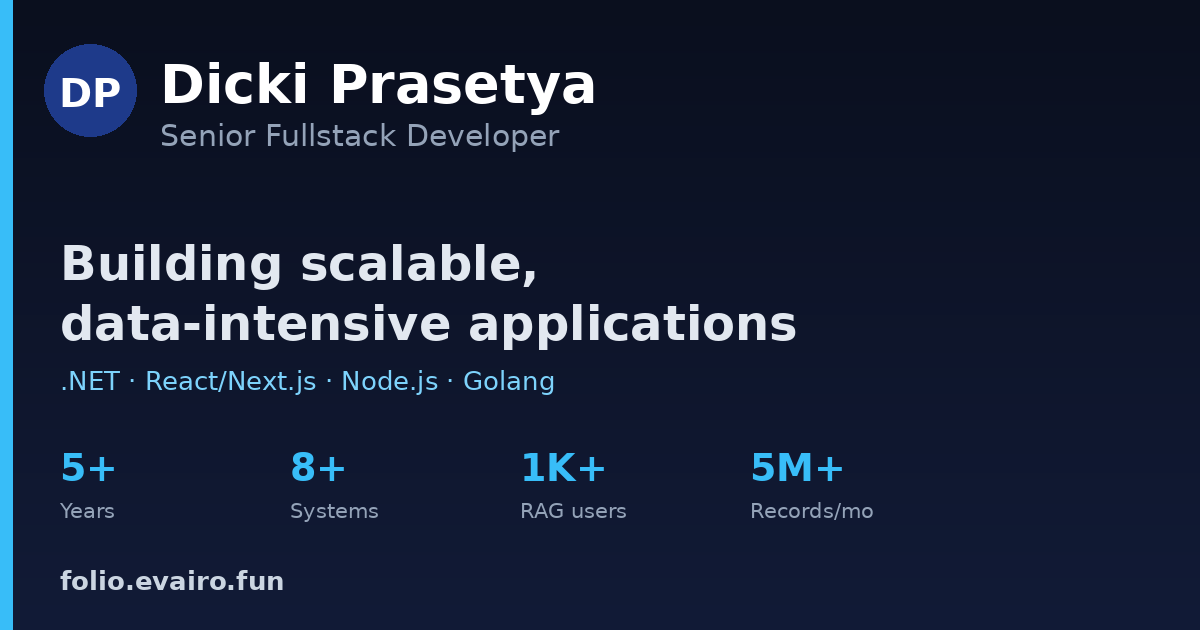 DP
Dicki Prasetya
Senior Fullstack Developer
Building scalable,
data-intensive applications
.NET · React/Next.js · Node.js · Golang
5+ 8+ 1K+ 5M+
Years Systems RAG users Records/mo
folio.evairo.fun